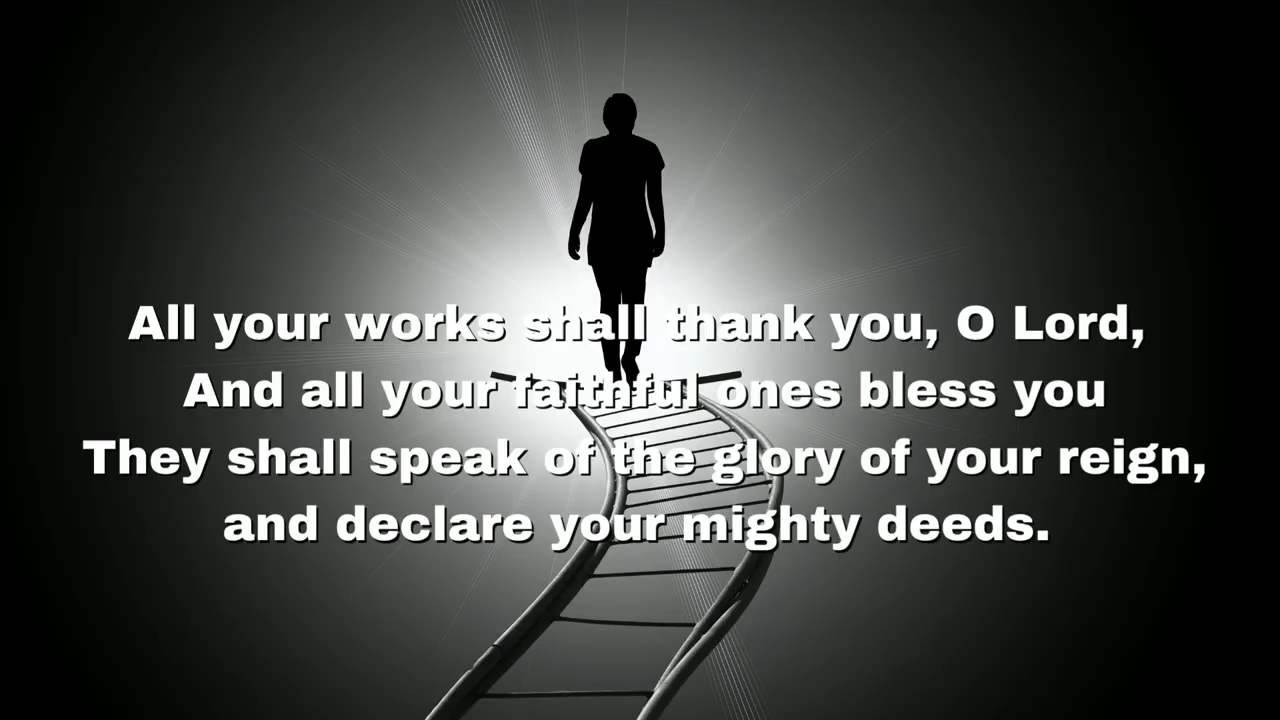 All your works shall thank you, O Lord,
And all your faithful ones bless you
They shall speak of the glory of your reign,
and declare your mighty deeds.